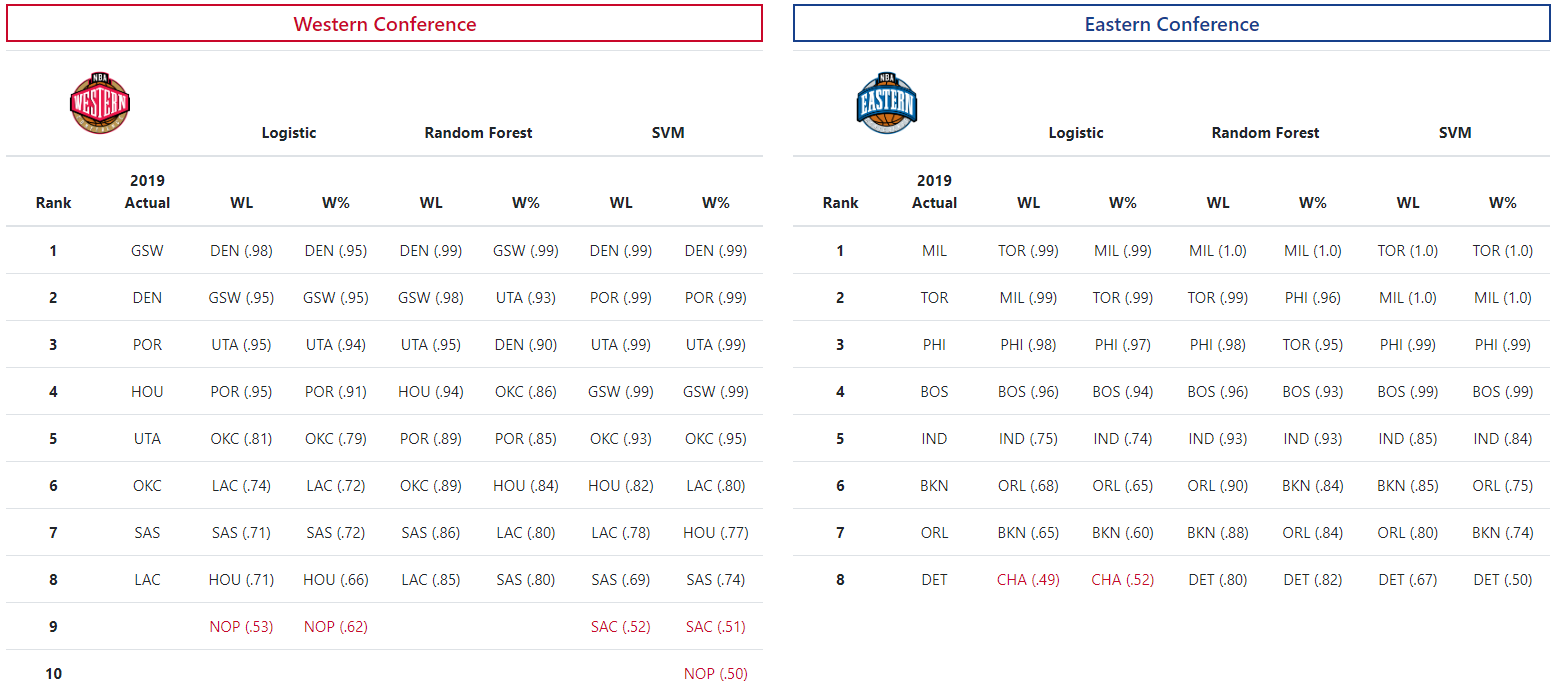 Western Conference
Eastern Conference
NBA
WESTERN
Logistic Random Forest SVM
NBA
EASTERN
Logistic Random Forest SVM
Rank 2019 Actual WL W% WL W% WL W%
1 GSW DEN (.98) DEN (.95) DEN (.99) GSW (.99) DEN (.99) DEN (.99)
2 DEN GSW (.95) GSW (.95) GSW (.98) UTA (.93) POR (.99) POR (.99)
3 POR UTA (.95) UTA (.94) UTA (.95) DEN (.90) UTA (.99) UTA (.99)
4 HOU POR (.95) POR (.91) HOU (.94) OKC (.86) GSW (.99) GSW (.99)
5 UTA OKC (.81) OKC (.79) POR (.89) POR (.85) OKC (.93) OKC (.95)
6 OKC LAC (.74) LAC (.72) OKC (.89) HOU (.84) HOU (.82) LAC (.80)
7 SAS SAS (.71) SAS (.72) SAS (.86) LAC (.80) LAC (.78) HOU (.77)
8 LAC HOU (.71) HOU (.66) LAC (.85) SAS (.80) SAS (.69) SAS (.74)
9 NOP (.53) NOP (.62) SAC (.52) SAC (.51)
10 NOP (.50)
Rank 2019 Actual WL W% WL W% WL W%
1 MIL TOR (.99) MIL (.99) MIL (1.0) MIL (1.0) TOR (1.0) TOR (1.0)
2 TOR MIL (.99) TOR (.99) TOR (.99) PHI (.96) MIL (1.0) MIL (1.0)
3 PHI PHI (.98) PHI (.97) PHI (.98) TOR (.95) PHI (.99) PHI (.99)
4 BOS BOS (.96) BOS (.94) BOS (.96) BOS (.93) BOS (.99) BOS (.99)
5 IND IND (.75) IND (.74) IND (.93) IND (.93) IND (.85) IND (.84)
6 BKN ORL (.68) ORL (.65) ORL (.90) BKN (.84) BKN (.85) ORL (.75)
7 ORL BKN (.65) BKN (.60) BKN (.88) ORL (.84) ORL (.80) BKN (.74)
8 DET CHA (.49) CHA (.52) DET (.80) DET (.82) DET (.67) DET (.50)